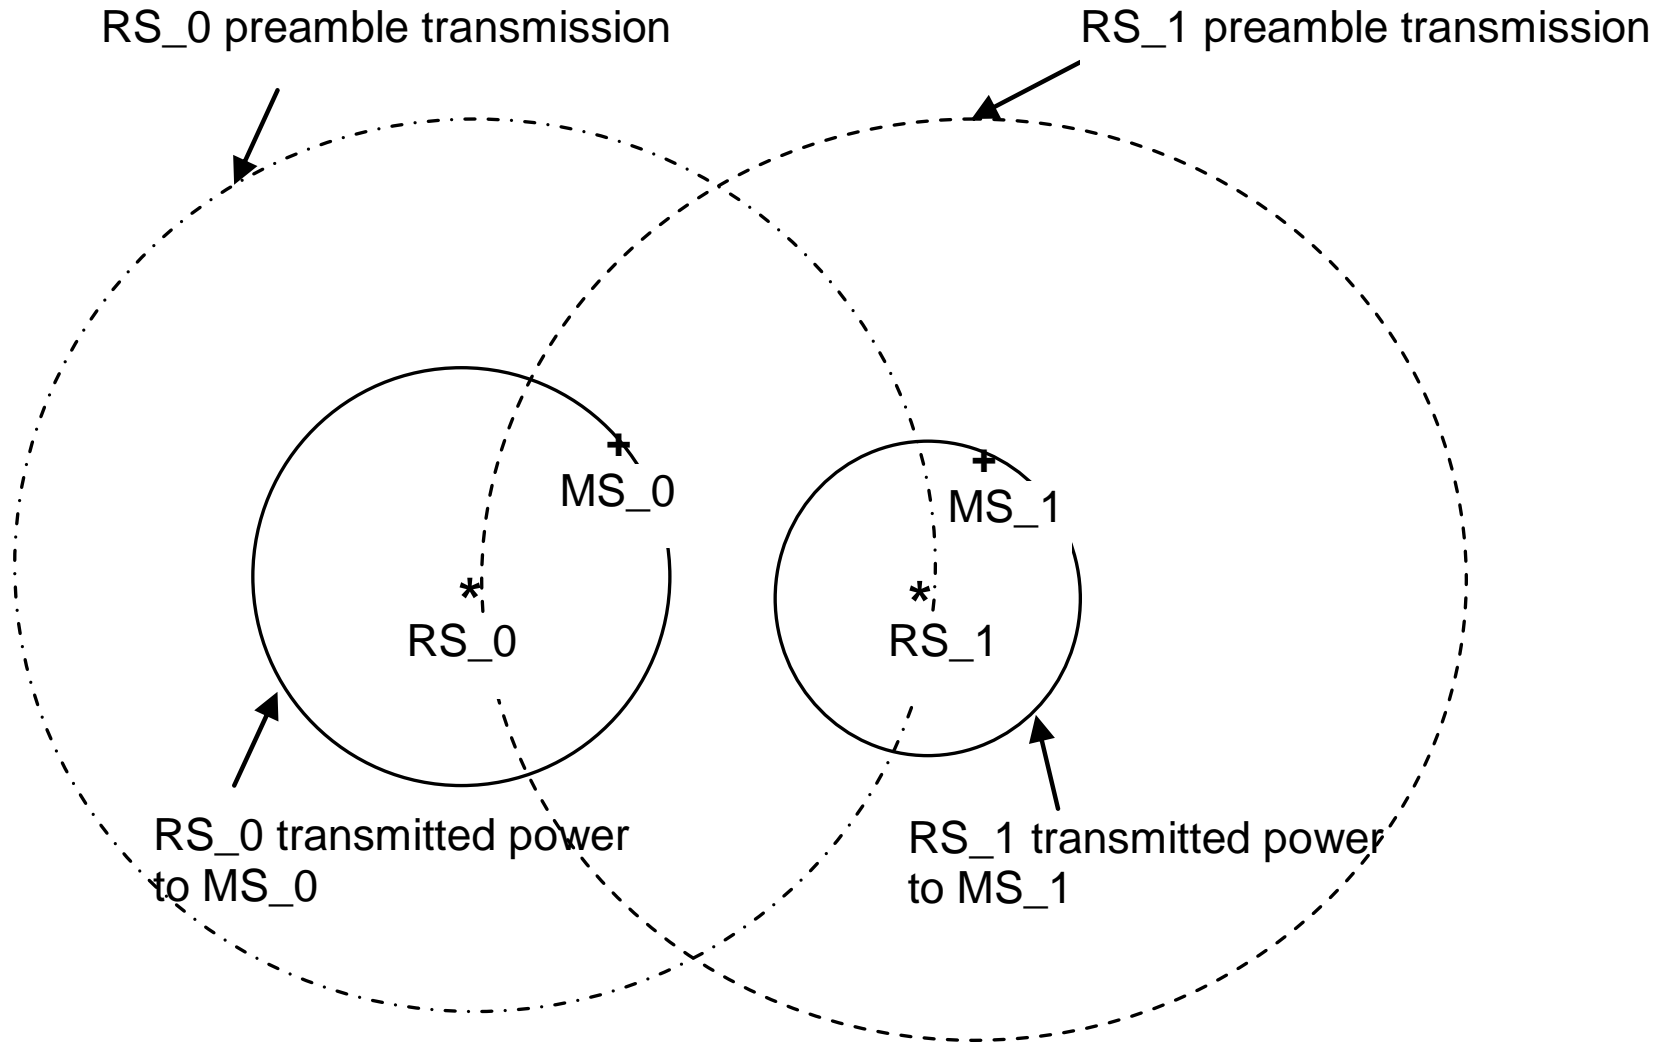 RS_0 preamble transmission
RS_1 preamble transmission
MS_0
MS_1
RS_0
RS_1
RS_0 transmitted power
to MS_0
RS_1 transmitted power
to MS_1